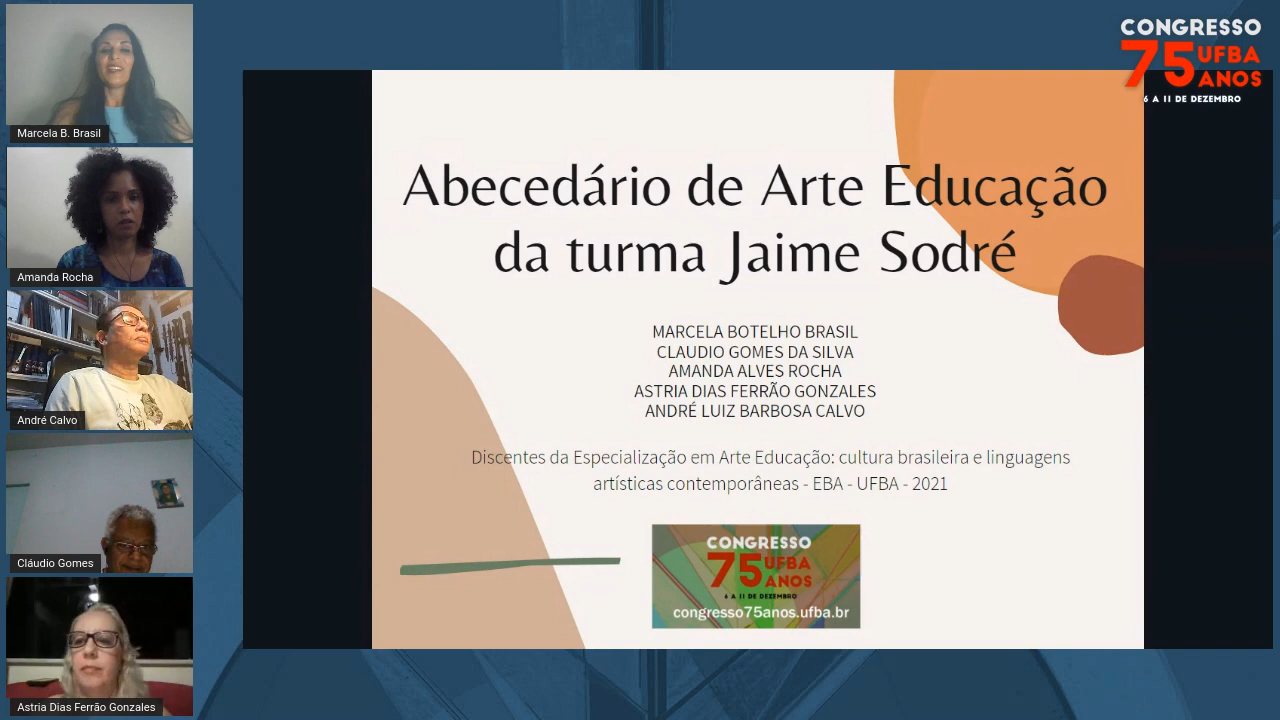 Marcela B. Brasil
Amanda Rocha
André Calvo
Cláudio Gomes
Astria Dias Ferrão Gonzales
CONGRESSO
75 UFBA
ANOS
6 A 11 DE DEZEMBRO
Abecedário de Arte Educação
da turma Jaime Sodré
MARCELA BOTELHO BRASIL
CLAUDIO GOMES DA SILVA
AMANDA ALVES ROCHA
ASTRIA DIAS FERRÃO GONZALES
ANDRÉ LUIZ BARBOSA CALVO
Discentes da Especialização em Arte Educação: cultura brasileira e linguagens
artísticas contemporâneas - EBA - UFBA - 2021
CONGRESSO
75 UFBA
ANOS
6 A 11 DE DEZEMBRO
congresso75anos.ufba.br